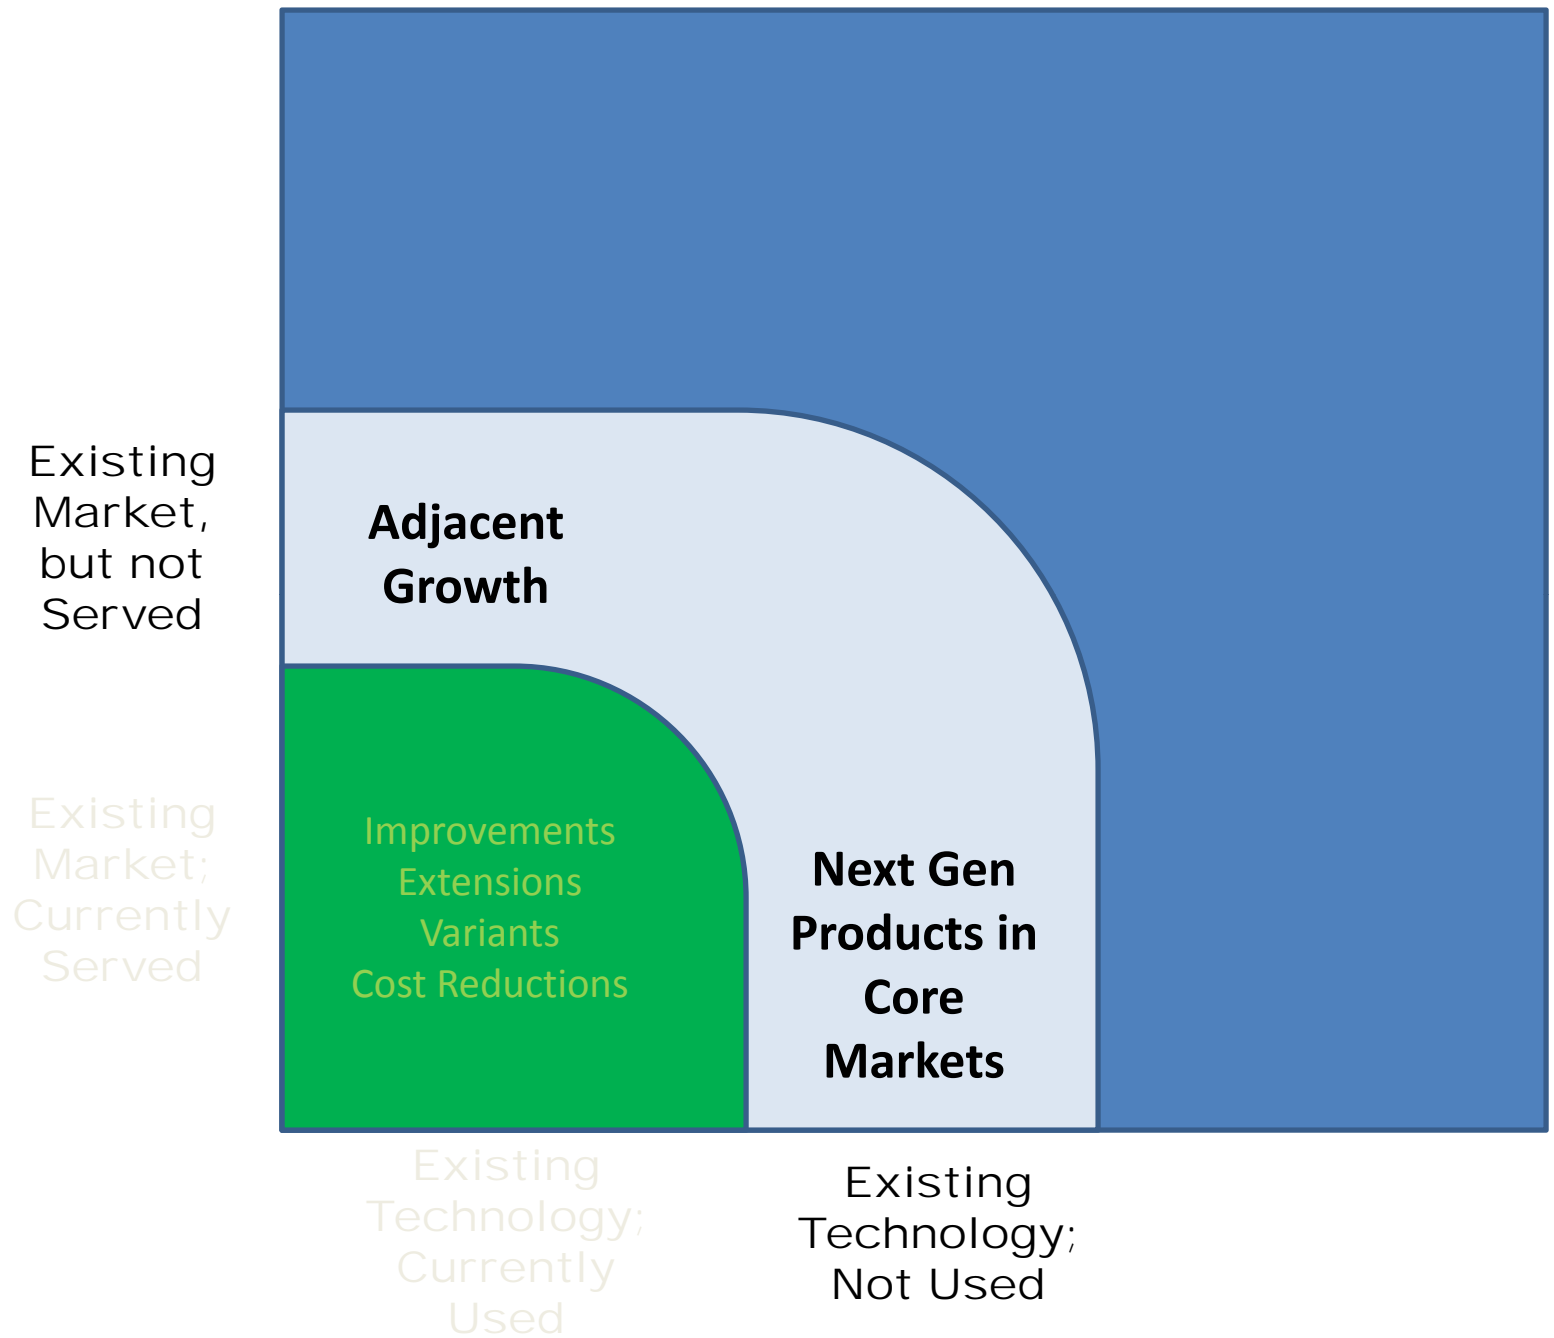 Existing
Market,
but not
Served
Adjacent
Growth
Existing
Market;
Currently
Served
Improvements
Extensions
Variants
Cost Reductions
Next Gen
Products in
Core
Markets
Existing
Technology;
Currently
Used
Existing
Technology;
Not Used